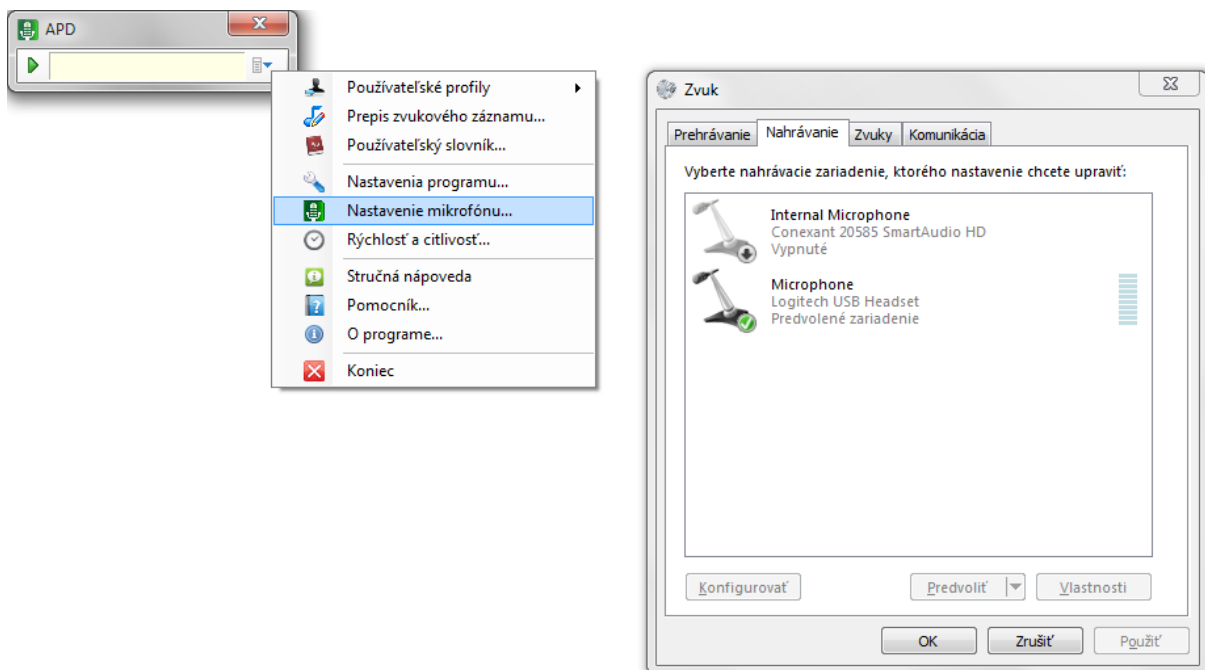 APD
Používateľské profily
Prepis zvukového záznamu...
Používateľský slovník...
Nastavenia programu...
Nastavenie mikrofónu...
Rýchlosť a citlivosť...
Stručná nápoveda
Pomocník...
O programe...
Koniec
Zvuk
Prehrávanie Nahrávanie Zvuky Komunikácia
Vyberte nahrávacie zariadenie, ktorého nastavenie chcete upraviť:
Internal Microphone
Conexant 20585 SmartAudio HD
Vypnuté
Microphone
Logitech USB Headset
Predvolené zariadenie
Konfigurovať Predvoliť Vlastnosti
OK Zrušiť Použiť